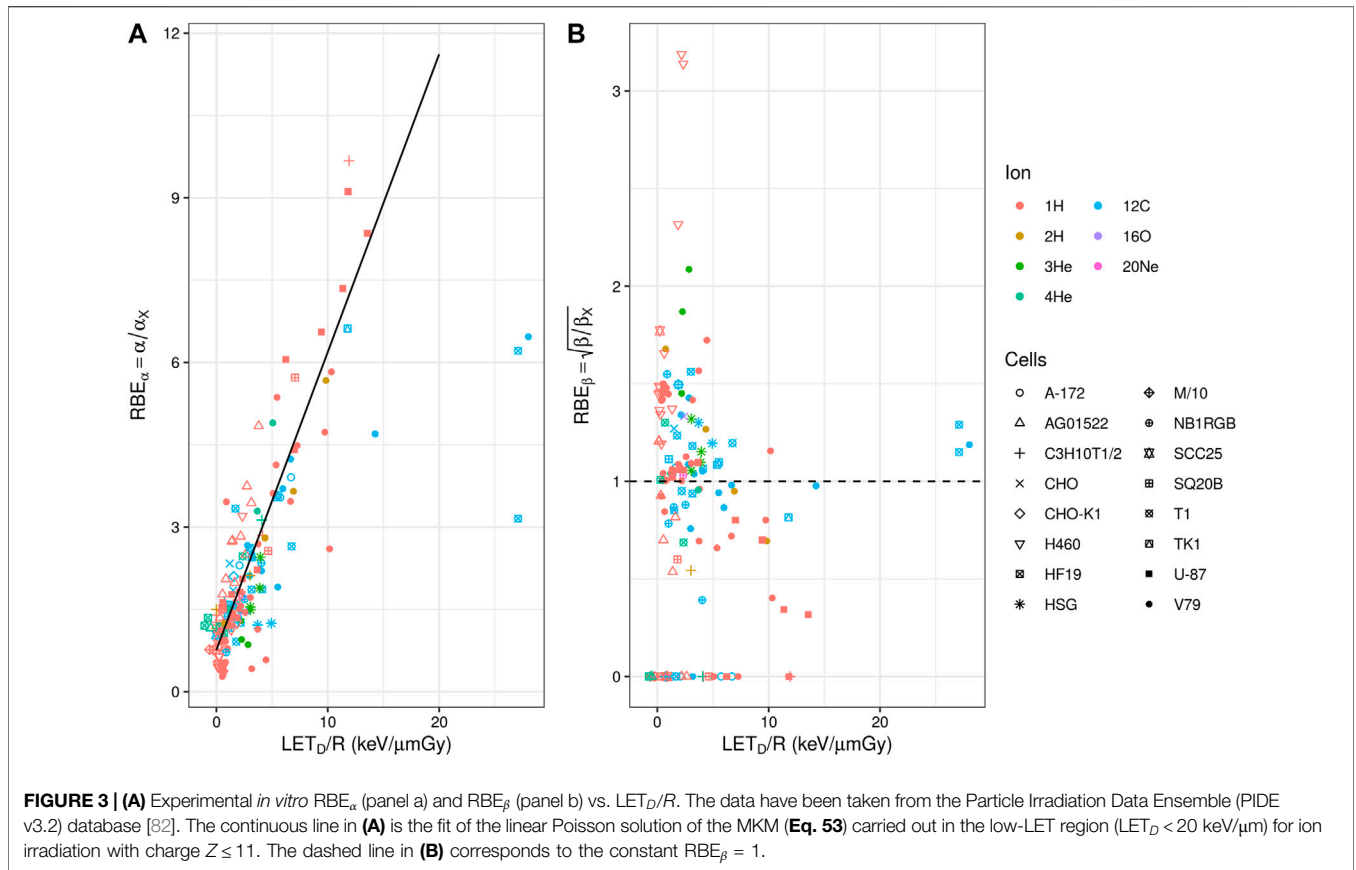 A
B
12
9
6
3
0
RBEα = α/αX
0
10
20
LETD/R (keV/μmGy)
3
2
1
0
RBEβ = √β/βX
0
10
20
LETD/R (keV/μmGy)
Ion
1H
12C
2H
16O
3He
20Ne
4He
Cells
A-172
M/10
AG01522
NB1RGB
C3H10T1/2
SCC25
CHO
SQ20B
CHO-K1
T1
H460
TK1
HF19
U-87
HSG
V79
FIGURE 3 | (A) Experimental in vitro RBEα (panel a) and RBEβ (panel b) vs. LETD/R. The data have been taken from the Particle Irradiation Data Ensemble (PIDE
v3.2) database [82]. The continuous line in (A) is the fit of the linear Poisson solution of the MKM (Eq. 53) carried out in the low-LET region (LETD < 20 keV/μm) for ion
irradiation with charge Z ≤ 11. The dashed line in (B) corresponds to the constant RBEβ = 1.